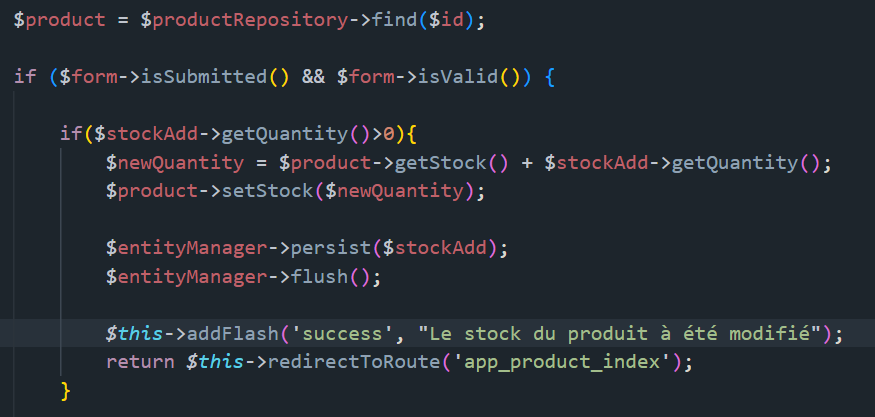 $product = $productRepository->find($id);
if ($form->isSubmitted() && $form->isValid()) {
if($stockAdd->getQuantity()>0){
$newQuantity = $product->getStock() + $stockAdd->getQuantity();
$product->setStock($newQuantity);
$entityManager->persist($stockAdd);
$entityManager->flush();
$this->addFlash('success', "Le stock du produit à été modifié");
return $this->redirectToRoute('app_product_index');
}